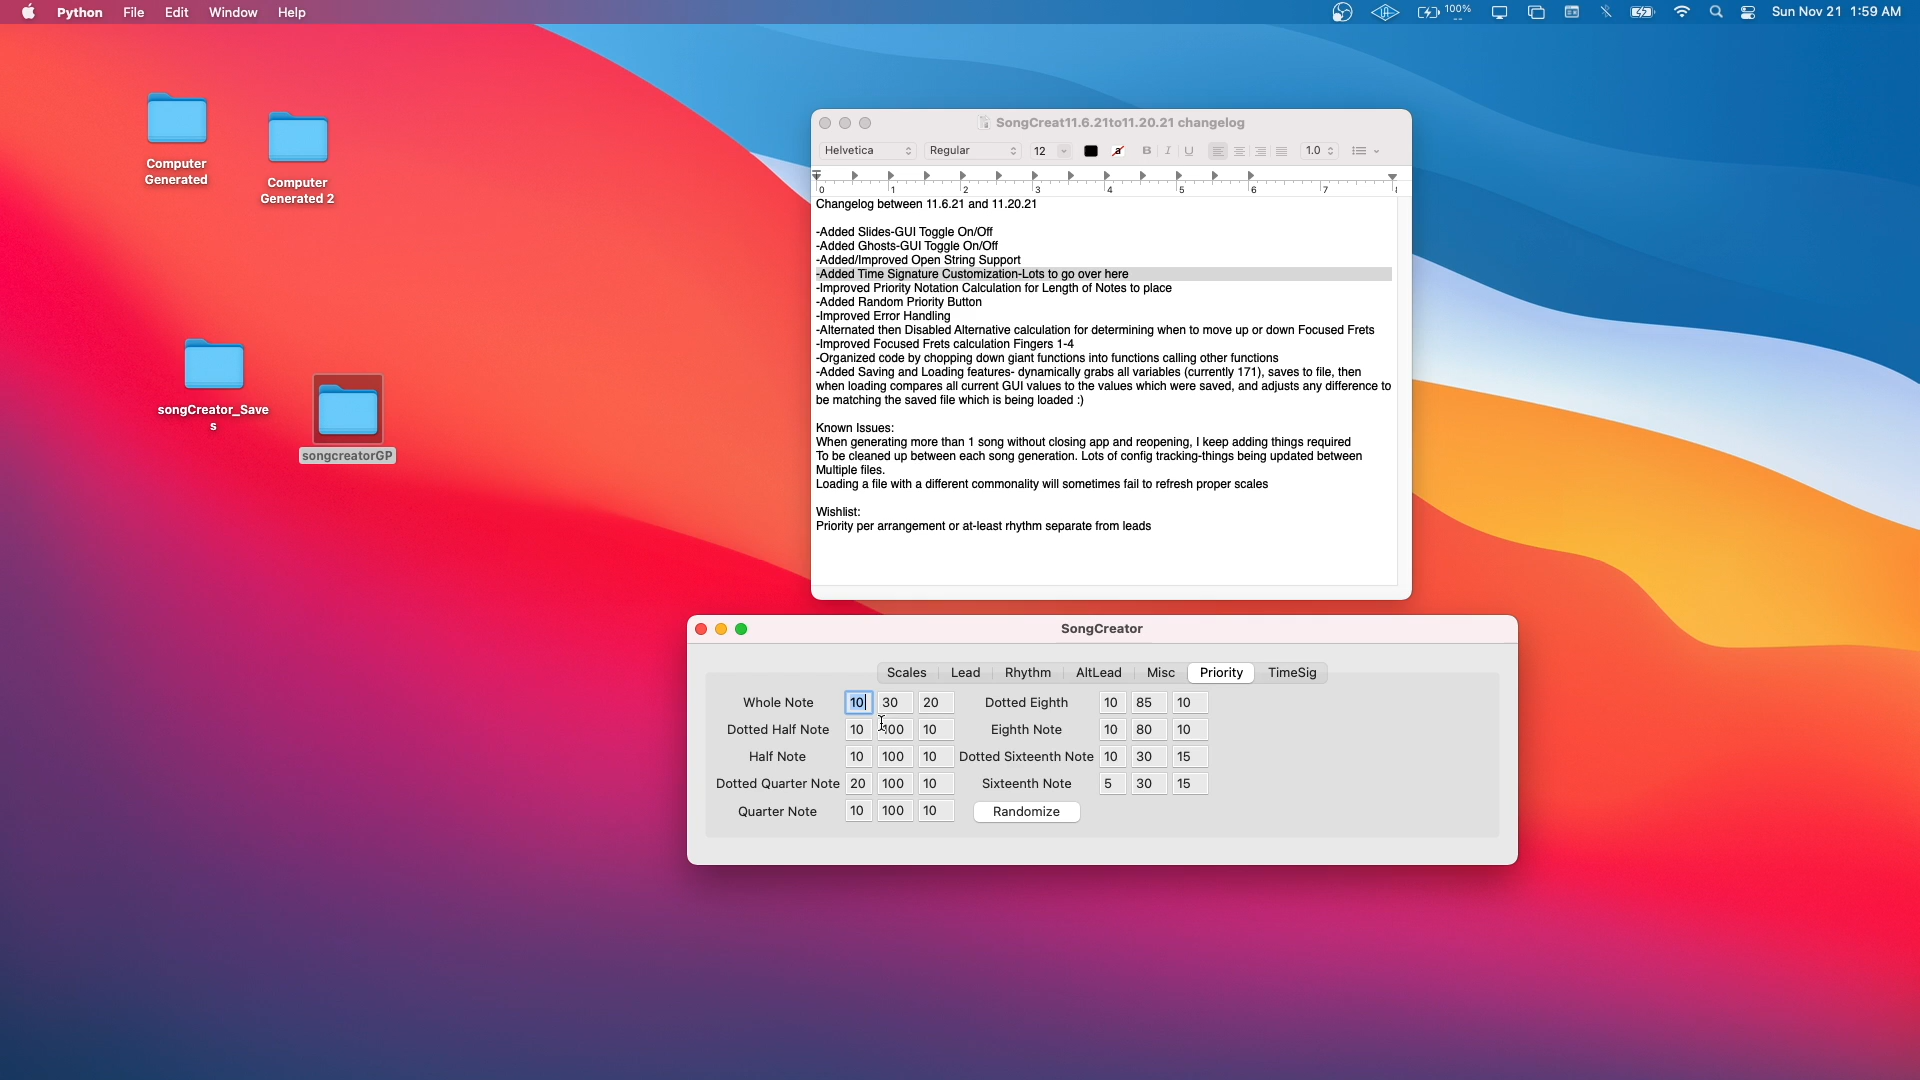 Python File Edit Window Help
100%
Sun Nov 21 1:59 AM
Computer
Generated
Computer
Generated 2
songCreator_Save
s
songcreatorGP
SongCreat11.6.21to11.20.21 changelog
Helvetica Regular 12 a B I U 1.0
0 1 2 3 4 5 6 7
Changelog between 11.6.21 and 11.20.21
-Added Slides-GUI Toggle On/Off
-Added Ghosts-GUI Toggle On/Off
-Added/Improved Open String Support
-Added Time Signature Customization-Lots to go over here
-Improved Priority Notation Calculation for Length of Notes to place
-Added Random Priority Button
-Improved Error Handling
-Alternated then Disabled Alternative calculation for determining when to move up or down Focused Frets
-Improved Focused Frets calculation Fingers 1-4
-Organized code by chopping down giant functions into functions calling other functions
-Added Saving and Loading features- dynamically grabs all variables (currently 171), saves to file, then
when loading compares all current GUI values to the values which were saved, and adjusts any difference to
be matching the saved file which is being loaded :)
Known Issues:
When generating more than 1 song without closing app and reopening, I keep adding things required
To be cleaned up between each song generation. Lots of config tracking-things being updated between
Multiple files.
Loading a file with a different commonality will sometimes fail to refresh proper scales
Wishlist:
Priority per arrangement or at-least rhythm separate from leads
SongCreator
Scales Lead Rhythm AltLead Misc Priority TimeSig
Whole Note 10 30 20 Dotted Eighth 10 85 10
Dotted Half Note 10 100 10 Eighth Note 10 80 10
Half Note 10 100 10 Dotted Sixteenth Note 10 30 15
Dotted Quarter Note 20 100 10 Sixteenth Note 5 30 15
Quarter Note 10 100 10 Randomize